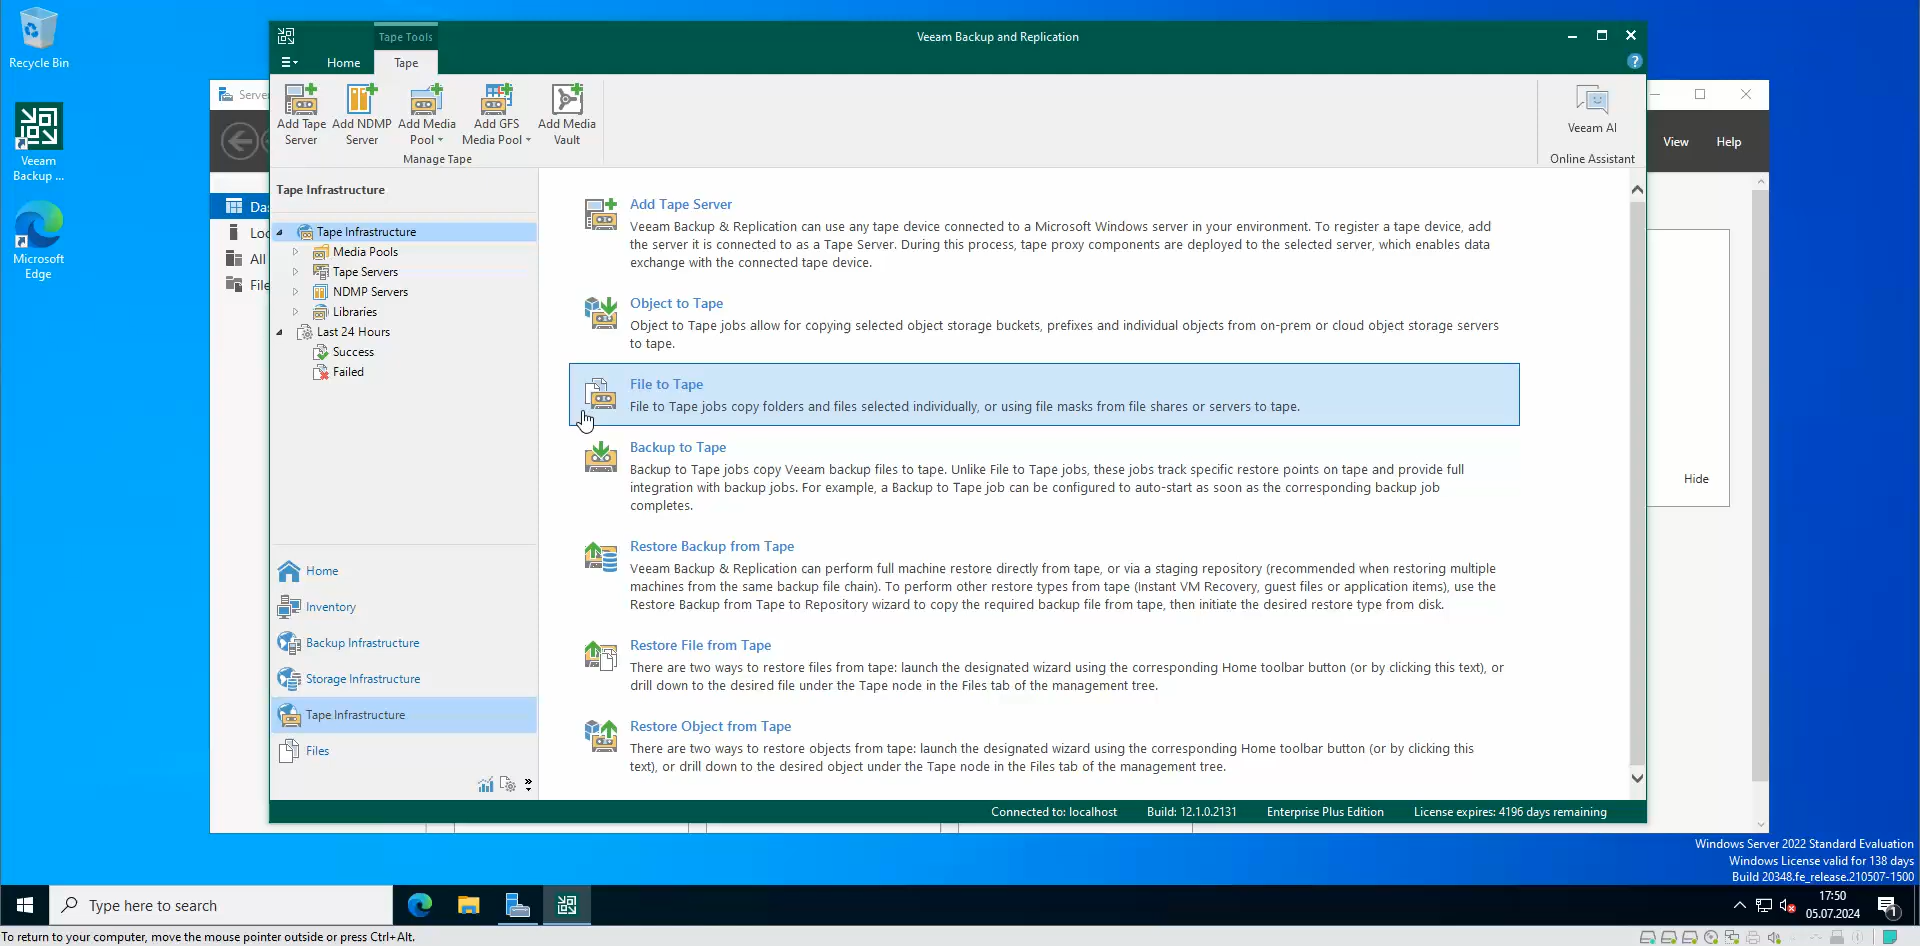 Recycle Bin
Veeam
Backup ...
Microsoft
Edge
Serve
Das
Loc
All
File
View
Help
Hide
Tape Tools
Veeam Backup and Replication
Home
Tape
Add Tape
Server
Add NDMP
Server
Add Media
Pool
Add GFS
Media Pool
Add Media
Vault
Manage Tape
Veeam AI
Online Assistant
Tape Infrastructure
Tape Infrastructure
Media Pools
Tape Servers
NDMP Servers
Libraries
Last 24 Hours
Success
Failed
Home
Inventory
Backup Infrastructure
Storage Infrastructure
Tape Infrastructure
Files
Add Tape Server
Veeam Backup & Replication can use any tape device connected to a Microsoft Windows server in your environment. To register a tape device, add
the server it is connected to as a Tape Server. During this process, tape proxy components are deployed to the selected server, which enables data
exchange with the connected tape device.
Object to Tape
Object to Tape jobs allow for copying selected object storage buckets, prefixes and individual objects from on-prem or cloud object storage servers
to tape.
File to Tape
File to Tape jobs copy folders and files selected individually, or using file masks from file shares or servers to tape.
Backup to Tape
Backup to Tape jobs copy Veeam backup files to tape. Unlike File to Tape jobs, these jobs track specific restore points on tape and provide full
integration with backup jobs. For example, a Backup to Tape job can be configured to auto-start as soon as the corresponding backup job
completes.
Restore Backup from Tape
Veeam Backup & Replication can perform full machine restore directly from tape, or via a staging repository (recommended when restoring multiple
machines from the same backup file chain). To perform other restore types from tape (Instant VM Recovery, guest files or application items), use the
Restore Backup from Tape to Repository wizard to copy the required backup file from tape, then initiate the desired restore type from disk.
Restore File from Tape
There are two ways to restore files from tape: launch the designated wizard using the corresponding Home toolbar button (or by clicking this text), or
drill down to the desired file under the Tape node in the Files tab of the management tree.
Restore Object from Tape
There are two ways to restore objects from tape: launch the designated wizard using the corresponding Home toolbar button (or by clicking this
text), or drill down to the desired object under the Tape node in the Files tab of the management tree.
Connected to: localhost
Build: 12.1.0.2131
Enterprise Plus Edition
License expires: 4196 days remaining
Windows Server 2022 Standard Evaluation
Windows License valid for 138 days
Build 20348.fe_release.210507-1500
Type here to search
17:50
05.07.2024
1
To return to your computer, move the mouse pointer outside or press Ctrl+Alt.